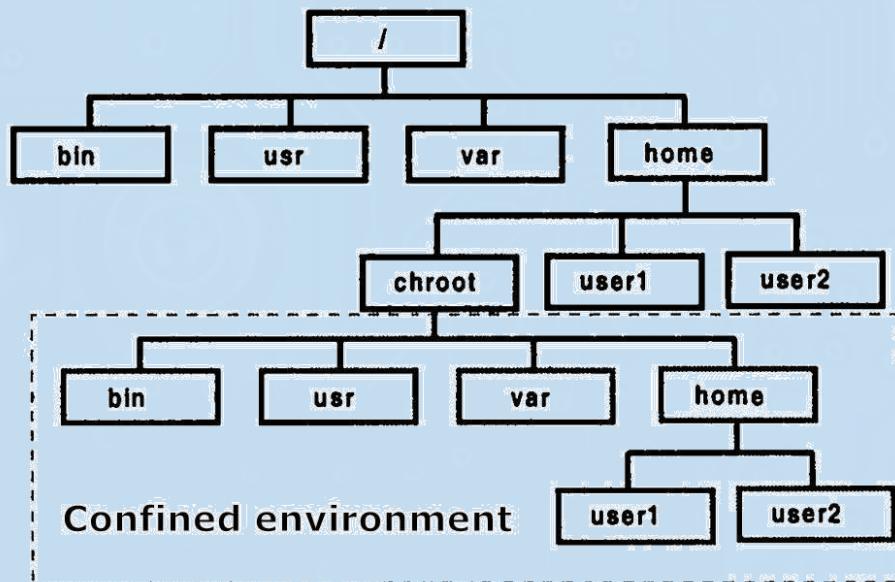 /
bin usr var home
chroot user1 user2
bin usr var home
user1 user2
Confined environment